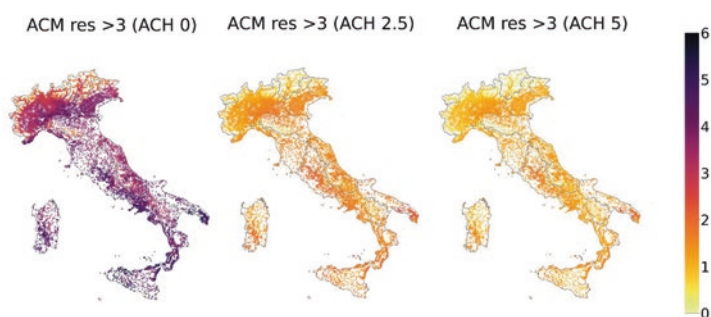 ACM res >3 (ACH 0)
ACM res >3 (ACH 2.5)
ACM res >3 (ACH 5)
6
5
4
3
2
1
0